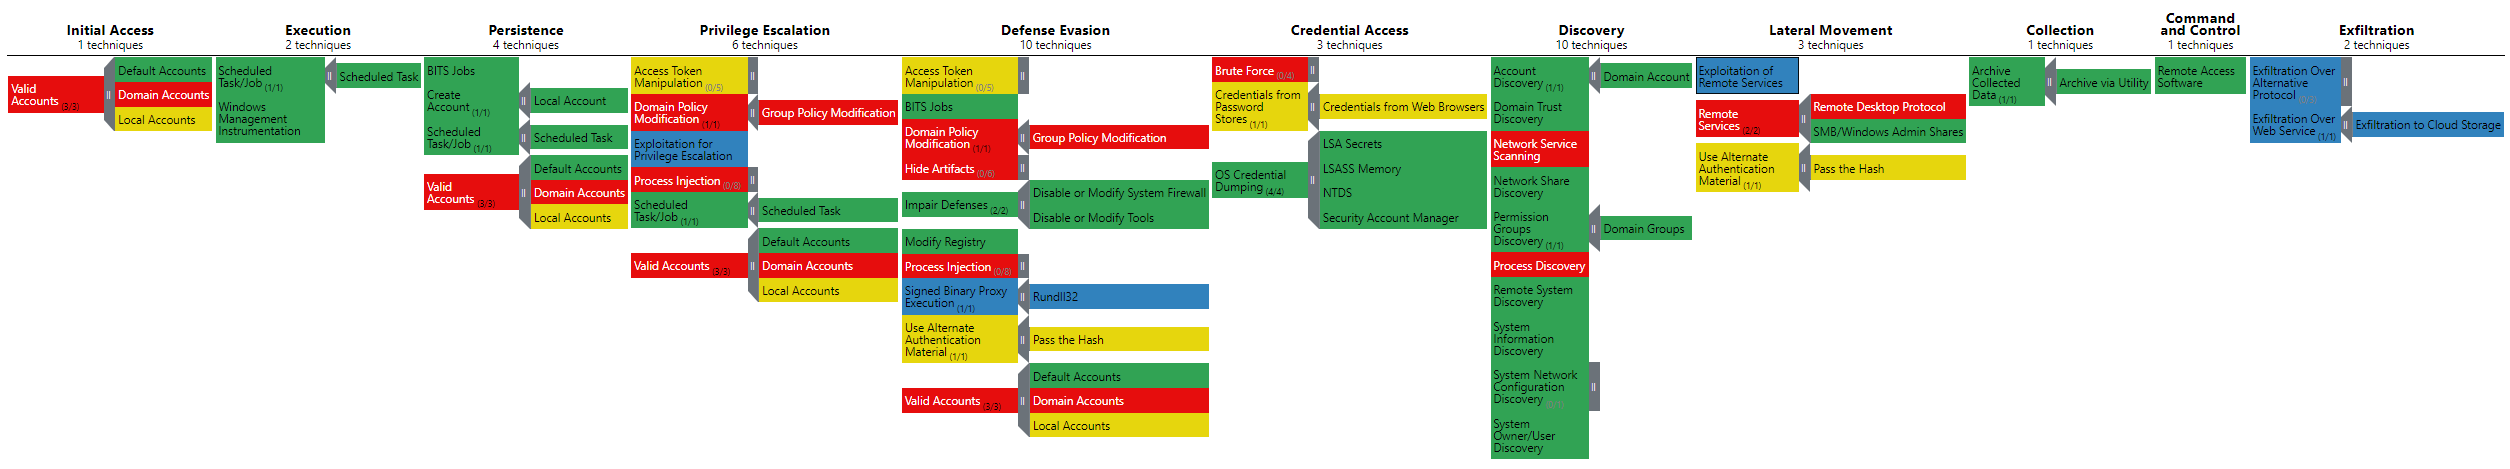 Initial Access
1 techniques
Valid
Accounts (3/3)
Default Accounts
Domain Accounts
Local Accounts
Execution
2 techniques
Scheduled
Task/Job (1/1)
Scheduled Task
Windows
Management
Instrumentation
Persistence
4 techniques
BITS Jobs
Create
Account (1/1)
Local Account
Scheduled
Task/Job (1/1)
Scheduled Task
Valid
Accounts (3/3)
Default Accounts
Domain Accounts
Local Accounts
Privilege Escalation
6 techniques
Access Token
Manipulation (0/5)
Domain Policy
Modification (1/1)
Group Policy Modification
Exploitation for
Privilege Escalation
Process Injection (0/8)
Scheduled
Task/Job (1/1)
Scheduled Task
Valid Accounts (3/3)
Default Accounts
Domain Accounts
Local Accounts
Defense Evasion
10 techniques
Access Token
Manipulation (0/5)
BITS Jobs
Domain Policy
Modification (1/1)
Group Policy Modification
Hide Artifacts (0/6)
Impair Defenses (2/2)
Disable or Modify System Firewall
Disable or Modify Tools
Modify Registry
Process Injection (0/8)
Signed Binary Proxy
Execution (1/1)
Rundll32
Use Alternate
Authentication
Material (1/1)
Pass the Hash
Valid Accounts (3/3)
Default Accounts
Domain Accounts
Local Accounts
Credential Access
3 techniques
Brute Force (0/4)
Credentials from
Password
Stores (1/1)
Credentials from Web Browsers
OS Credential
Dumping (4/4)
LSA Secrets
LSASS Memory
NTDS
Security Account Manager
Discovery
10 techniques
Account
Discovery (1/1)
Domain Account
Domain Trust
Discovery
Network Service
Scanning
Network Share
Discovery
Permission
Groups
Discovery (1/1)
Domain Groups
Process Discovery
Remote System
Discovery
System
Information
Discovery
System Network
Configuration
Discovery (0/1)
System
Owner/User
Discovery
Lateral Movement
3 techniques
Exploitation of
Remote Services
Remote
Services (2/2)
Remote Desktop Protocol
SMB/Windows Admin Shares
Use Alternate
Authentication
Material (1/1)
Pass the Hash
Collection
1 techniques
Archive
Collected
Data (1/1)
Archive via Utility
Command
and Control
1 techniques
Remote Access
Software
Exfiltration
2 techniques
Exfiltration Over
Alternative
Protocol (0/3)
Exfiltration Over
Web Service (1/1)
Exfiltration to Cloud Storage